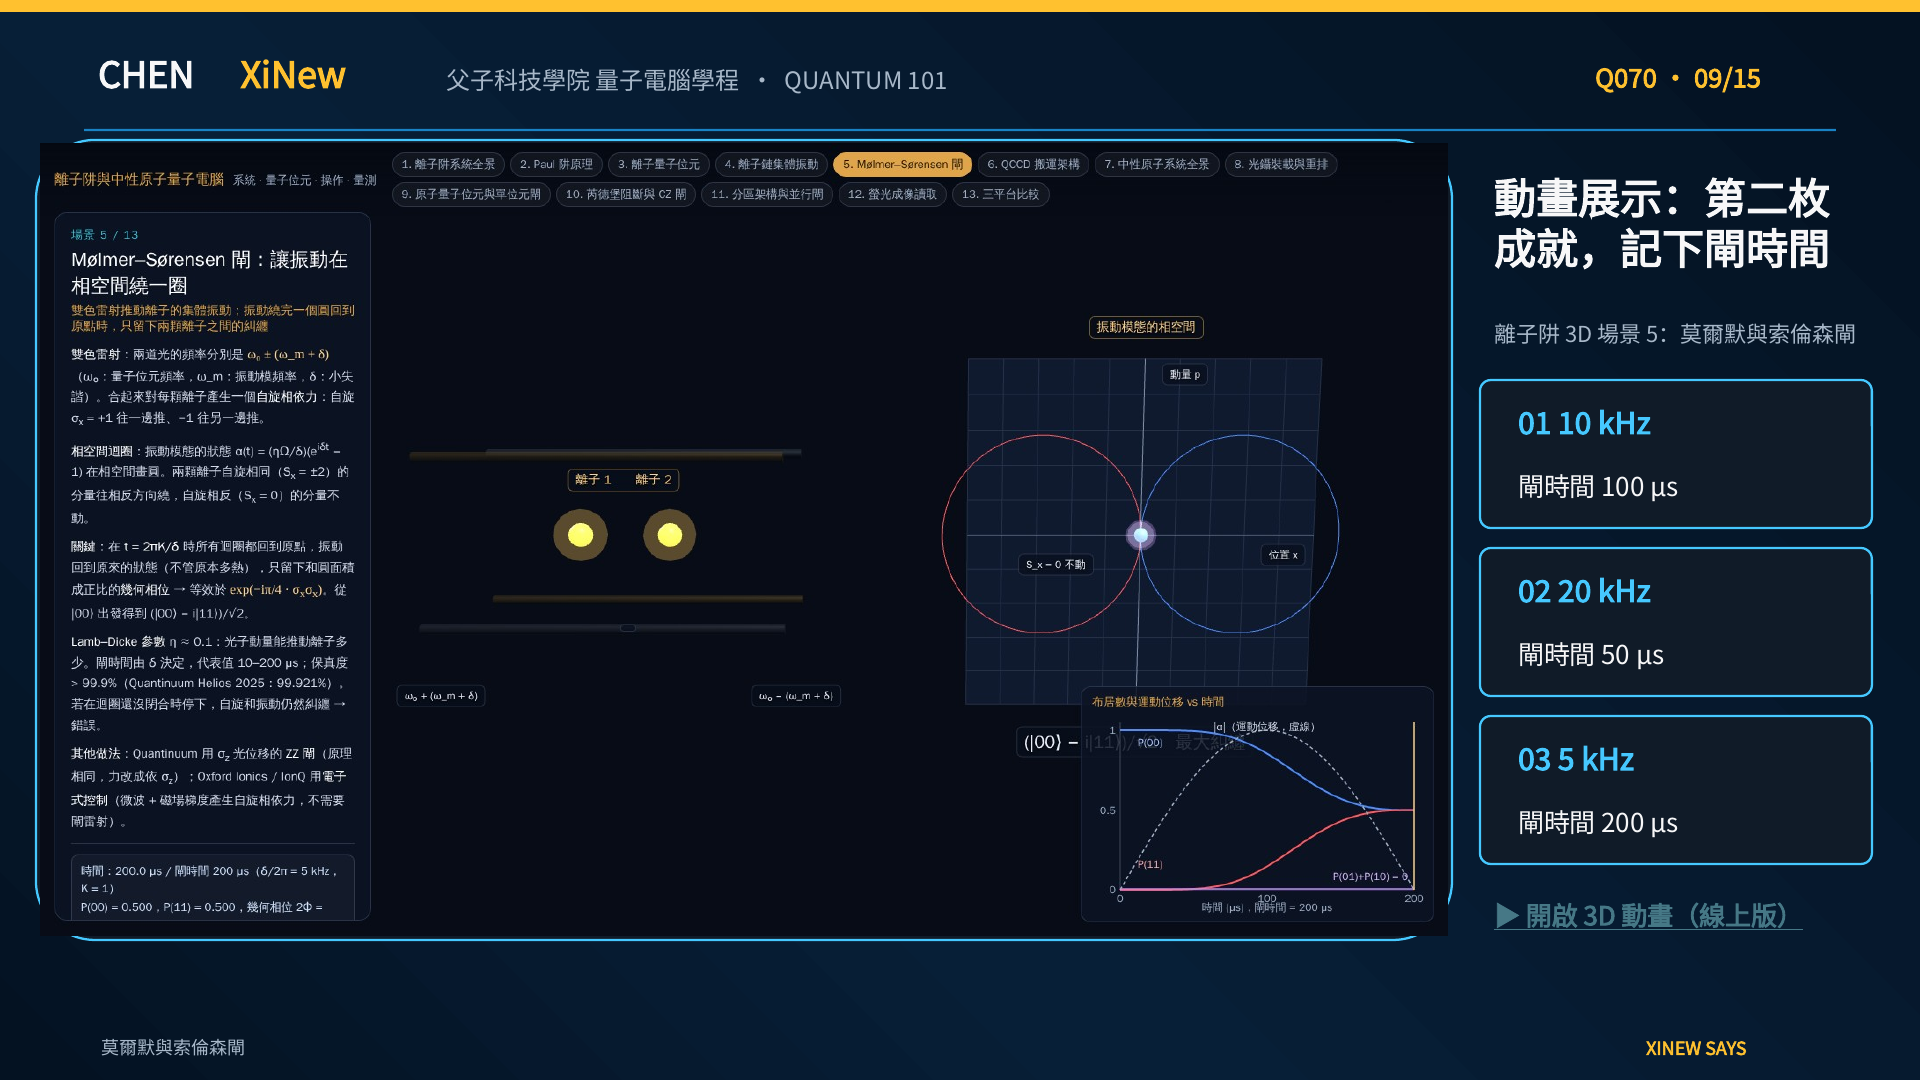 CHEN XiNew 父子科技學院 量子電腦學程 • QUANTUM 101
Q070 • 09/15
離子阱與中性原子量子電腦 系統 · 量子位元 · 操作 · 量測
1. 離子阱系統全景
2. Paul 阱原理
3. 離子量子位元
4. 離子鏈集體振動
5. Mølmer–Sørensen 閘
6. QCCD 搬運架構
7. 中性原子系統全景
8. 光鑷裝載與重排
9. 原子量子位元與單位元閘
10. 芮德堡阻斷與 CZ 閘
11. 分區架構與並行閘
12. 螢光成像讀取
13. 三平台比較
場景 5 / 13
Mølmer–Sørensen 閘：讓振動在
相空間繞一圈
雙色雷射推動離子的集體振動：振動繞完一個圓回到
原點時，只留下兩顆離子之間的糾纏
雙色雷射：兩道光的頻率分別是 ω₀ ± (ω_m + δ)
（ω₀：量子位元頻率，ω_m：振動模頻率，δ：小失
諧）。合起來對每顆離子產生一個自旋相依力：自旋
σₓ = +1 往一邊推、−1 往另一邊推。
相空間迴圈：振動模態的狀態 α(t) = (ηΩ/δ)(e^{iδt} −
1) 在相空間畫圓。兩顆離子自旋相同（Sₓ = ±2）的
分量往相反方向繞，自旋相反（Sₓ = 0）的分量不
動。
關鍵：在 t = 2πK/δ 時所有迴圈都回到原點，振動
回到原來的狀態（不管原本多熱），只留下和圓面積
成正比的幾何相位 → 等效於 exp(−iπ/4 · σₓσₓ)。從
|00⟩ 出發得到 (|00⟩ − i|11⟩)/√2。
Lamb–Dicke 參數 η ≈ 0.1：光子動量能推動離子多
少。閘時間由 δ 決定，代表值 10–200 μs；保真度
> 99.9%（Quantinuum Helios 2025：99.921%）。
若在迴圈還沒閉合時停下，自旋和振動仍然糾纏 →
錯誤。
其他做法：Quantinuum 用 σ_z 光位移的 ZZ 閘（原理
相同，力改成依 σ_z）；Oxford Ionics / IonQ 用電子
式控制（微波 + 磁場梯度產生自旋相依力，不需要
閘雷射）。
時間：200.0 μs / 閘時間 200 μs（δ/2π = 5 kHz，
K = 1）
P(00) = 0.500，P(11) = 0.500，幾何相位 2Φ =
離子 1 離子 2
ω₀ + (ω_m + δ)
ω₀ − (ω_m + δ)
振動模態的相空間
動量 p
S_x = 0 不動
位置 x
(|00⟩ − i|11⟩)/√2 最大糾纏
布居數與運動位移 vs 時間
|α|（運動位移，虛線）
1
P(00)
0.5
P(11)
P(01)+P(10) = 0
0
0 100 200
時間 [μs]，閘時間 = 200 μs
動畫展示：第二枚
成就，記下閘時間
離子阱 3D 場景 5：莫爾默與索倫森閘
01 10 kHz
閘時間 100 μs
02 20 kHz
閘時間 50 μs
03 5 kHz
閘時間 200 μs
▶ 開啟 3D 動畫（線上版）
莫爾默與索倫森閘
XINEW SAYS